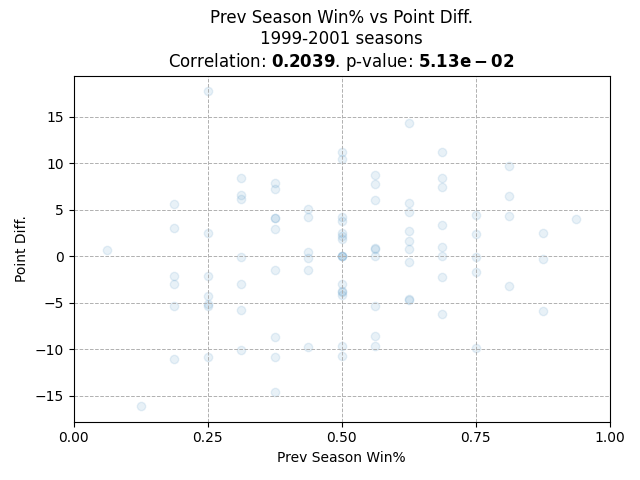 Prev Season Win% vs Point Diff.
1999-2001 seasons
Correlation: 0.2039. p-value: 5.13e − 02
15
10
5
0
−5
−10
−15
Point Diff.
0.00 0.25 0.50 0.75 1.00
Prev Season Win%